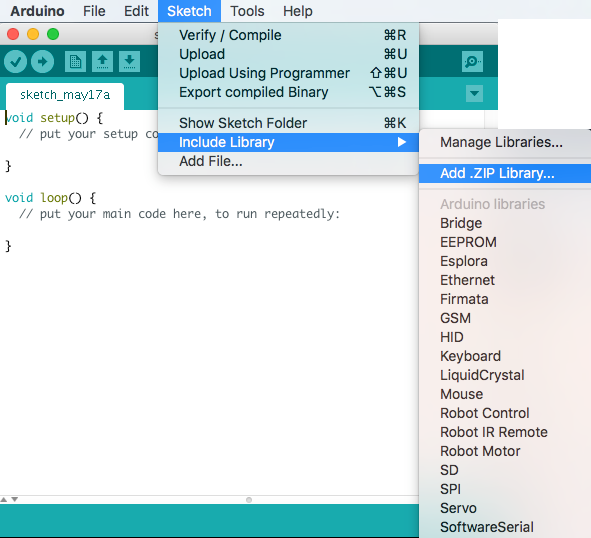 Arduino File Edit Sketch Tools Help
Verify / Compile ⌘R
Upload ⌘U
Upload Using Programmer ⇧⌘U
Export compiled Binary ⌥⌘S
Show Sketch Folder ⌘K
Include Library
Add File...
Manage Libraries...
Add .ZIP Library...
Arduino libraries
Bridge
EEPROM
Esplora
Ethernet
Firmata
GSM
HID
Keyboard
LiquidCrystal
Mouse
Robot Control
Robot IR Remote
Robot Motor
SD
SPI
Servo
SoftwareSerial
sketch_may17a
void setup() {
// put your setup co
}
void loop() {
// put your main code here, to run repeatedly:
}